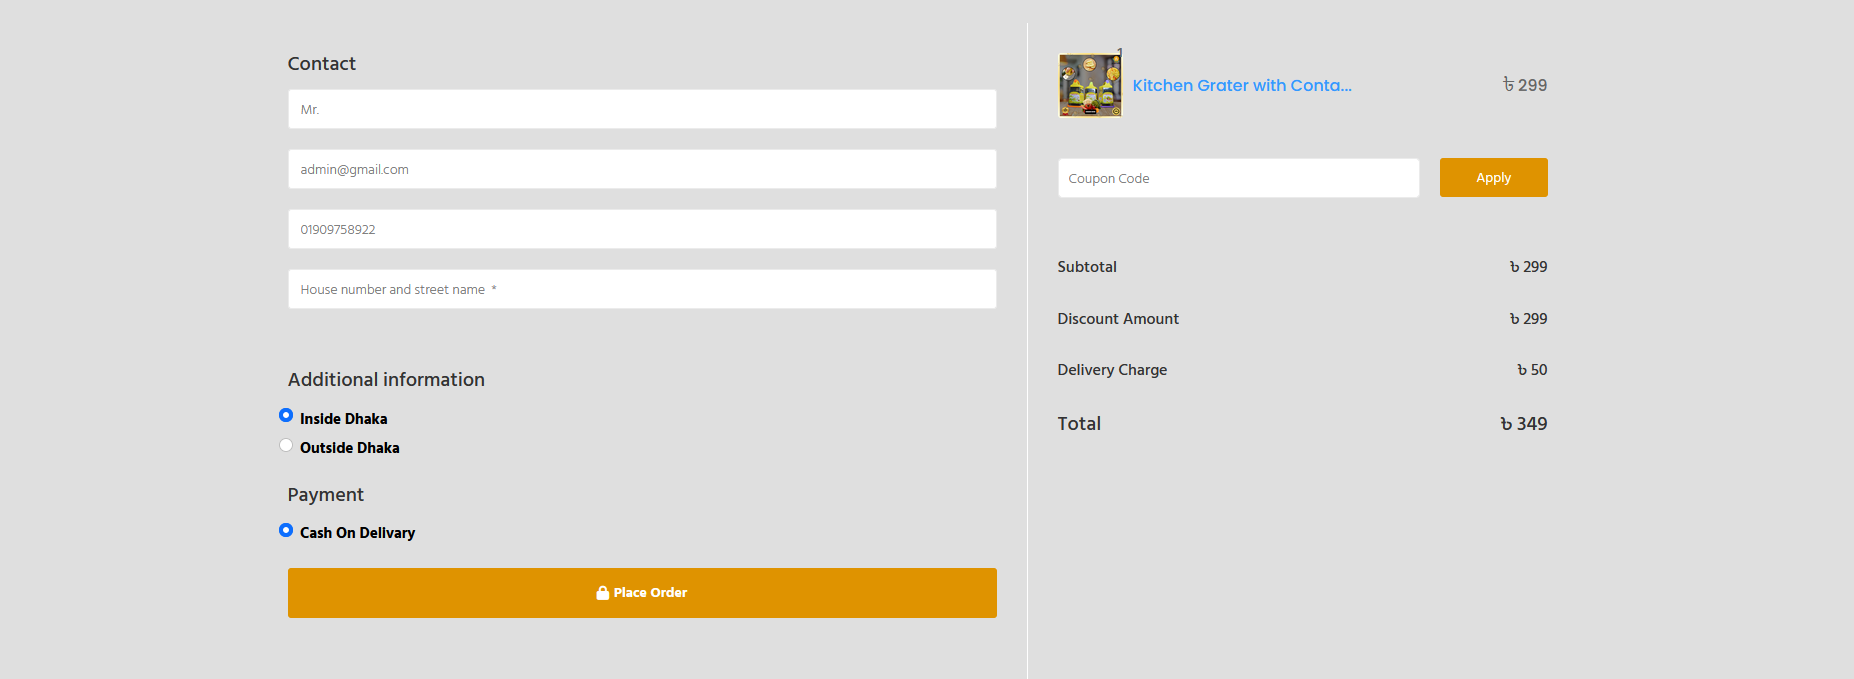 Contact
Mr.
admin@gmail.com
01909758922
House number and street name *
Additional information
Inside Dhaka
Outside Dhaka
Payment
Cash On Delivary
Place Order
1
Kitchen Grater with Conta...
৳ 299
Coupon Code
Apply
Subtotal ৳ 299
Discount Amount ৳ 299
Delivery Charge ৳ 50
Total ৳ 349